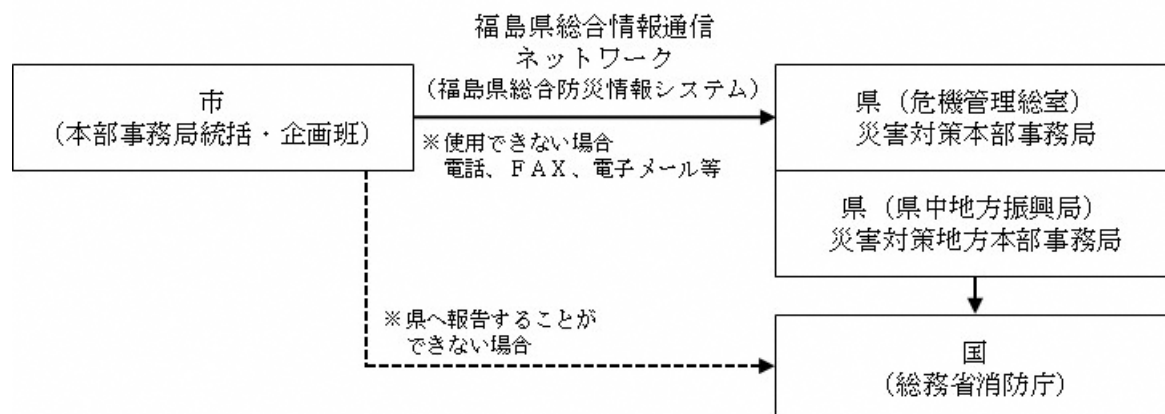 福島県総合情報通信
ネットワーク
（福島県総合防災情報システム）
市
（本部事務局統括・企画班）
※使用できない場合
電話、ＦＡＸ、電子メール等
県（危機管理総室）
災害対策本部事務局
県（県中地方振興局）
災害対策地方本部事務局
※県へ報告することが
できない場合
国
（総務省消防庁）